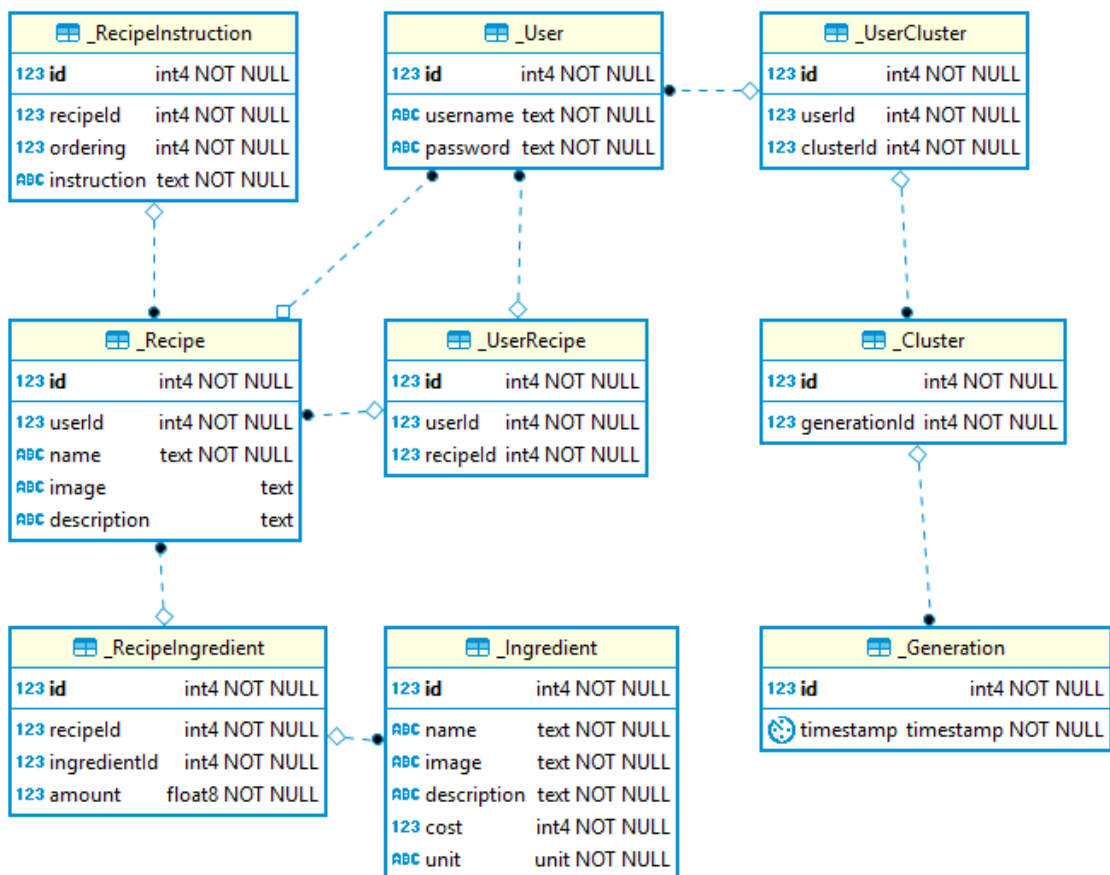 _RecipeInstruction
123 id int4 NOT NULL
123 recipeId int4 NOT NULL
123 ordering int4 NOT NULL
ABC instruction text NOT NULL
_User
123 id int4 NOT NULL
ABC username text NOT NULL
ABC password text NOT NULL
_UserCluster
123 id int4 NOT NULL
123 userId int4 NOT NULL
123 clusterId int4 NOT NULL
_Recipe
123 id int4 NOT NULL
123 userId int4 NOT NULL
ABC name text NOT NULL
ABC image text
ABC description text
_UserRecipe
123 id int4 NOT NULL
123 userId int4 NOT NULL
123 recipeId int4 NOT NULL
_Cluster
123 id int4 NOT NULL
123 generationId int4 NOT NULL
_RecipeIngredient
123 id int4 NOT NULL
123 recipeId int4 NOT NULL
123 ingredientId int4 NOT NULL
123 amount float8 NOT NULL
_Ingredient
123 id int4 NOT NULL
ABC name text NOT NULL
ABC image text NOT NULL
ABC description text NOT NULL
123 cost int4 NOT NULL
ABC unit unit NOT NULL
_Generation
123 id int4 NOT NULL
timestamp timestamp NOT NULL